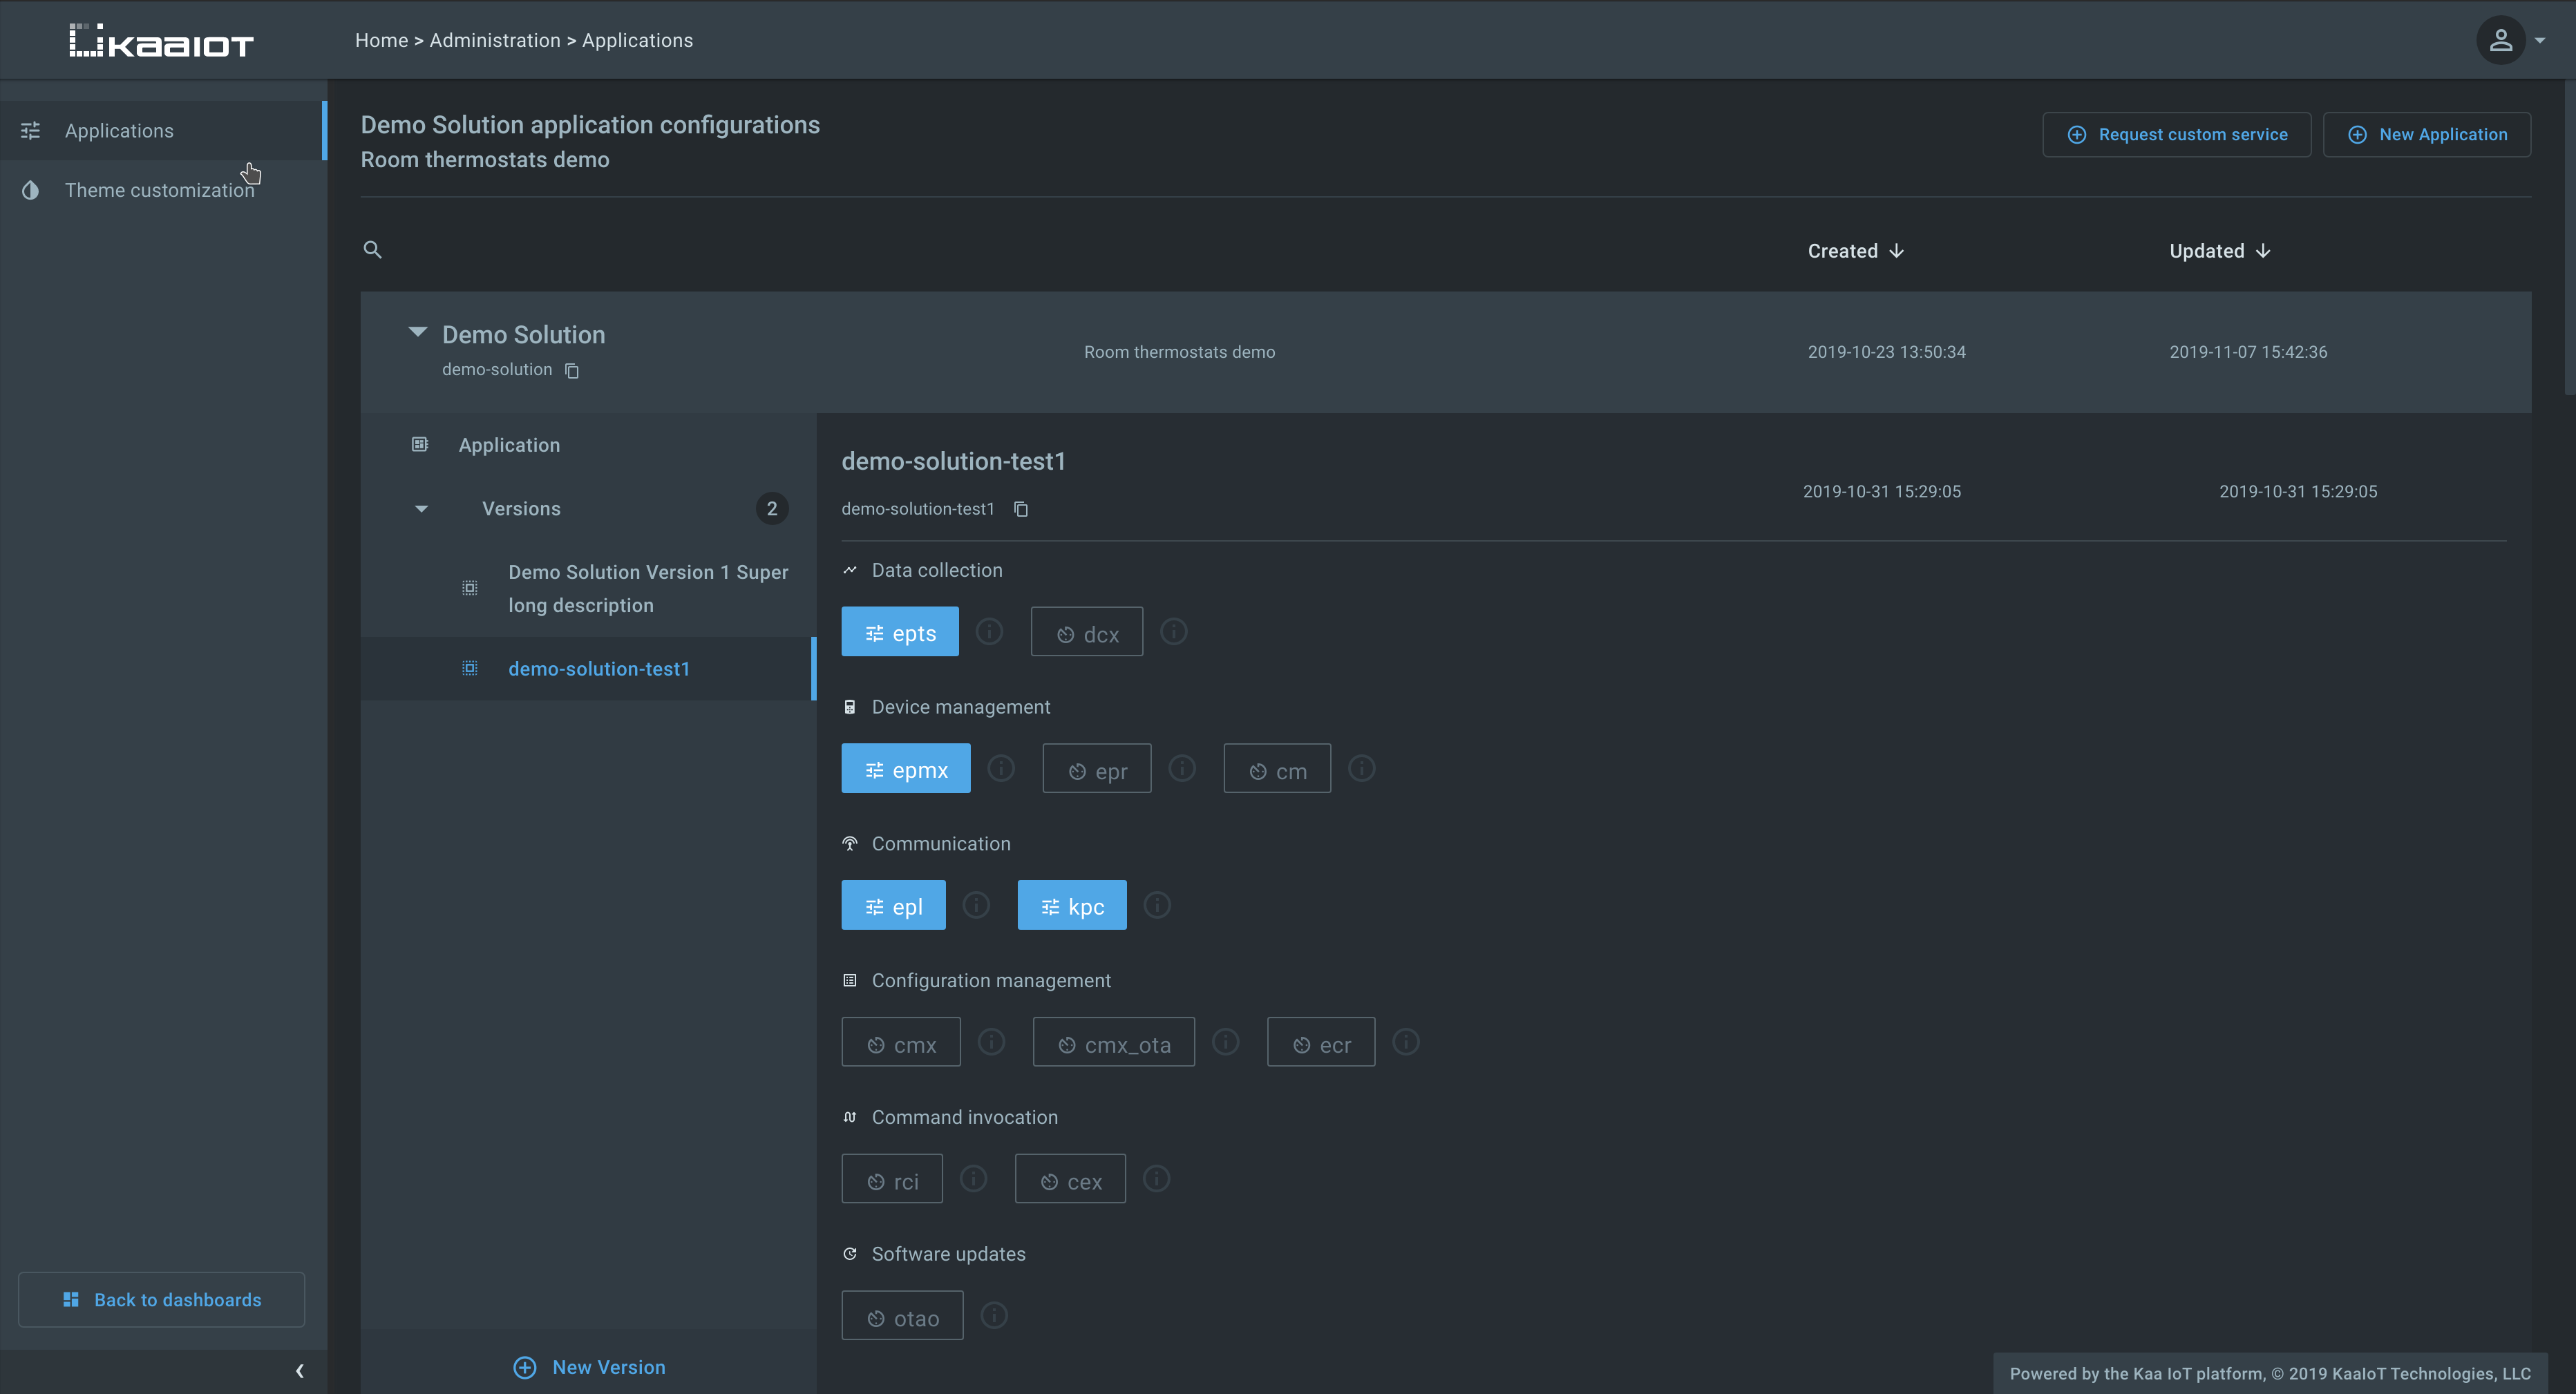 KaaIoT
Home > Administration > Applications
Applications
Theme customization
Demo Solution application configurations
Room thermostats demo
Request custom service
New Application
Created
Updated
Demo Solution
demo-solution
Room thermostats demo
2019-10-23 13:50:34
2019-11-07 15:42:36
Application
Versions
2
Demo Solution Version 1 Super
long description
demo-solution-test1
demo-solution-test1
demo-solution-test1
2019-10-31 15:29:05
2019-10-31 15:29:05
Data collection
epts
dcx
Device management
epmx
epr
cm
Communication
epl
kpc
Configuration management
cmx
cmx_ota
ecr
Command invocation
rci
cex
Software updates
otao
Back to dashboards
New Version
Powered by the Kaa IoT platform, © 2019 KaaIoT Technologies, LLC